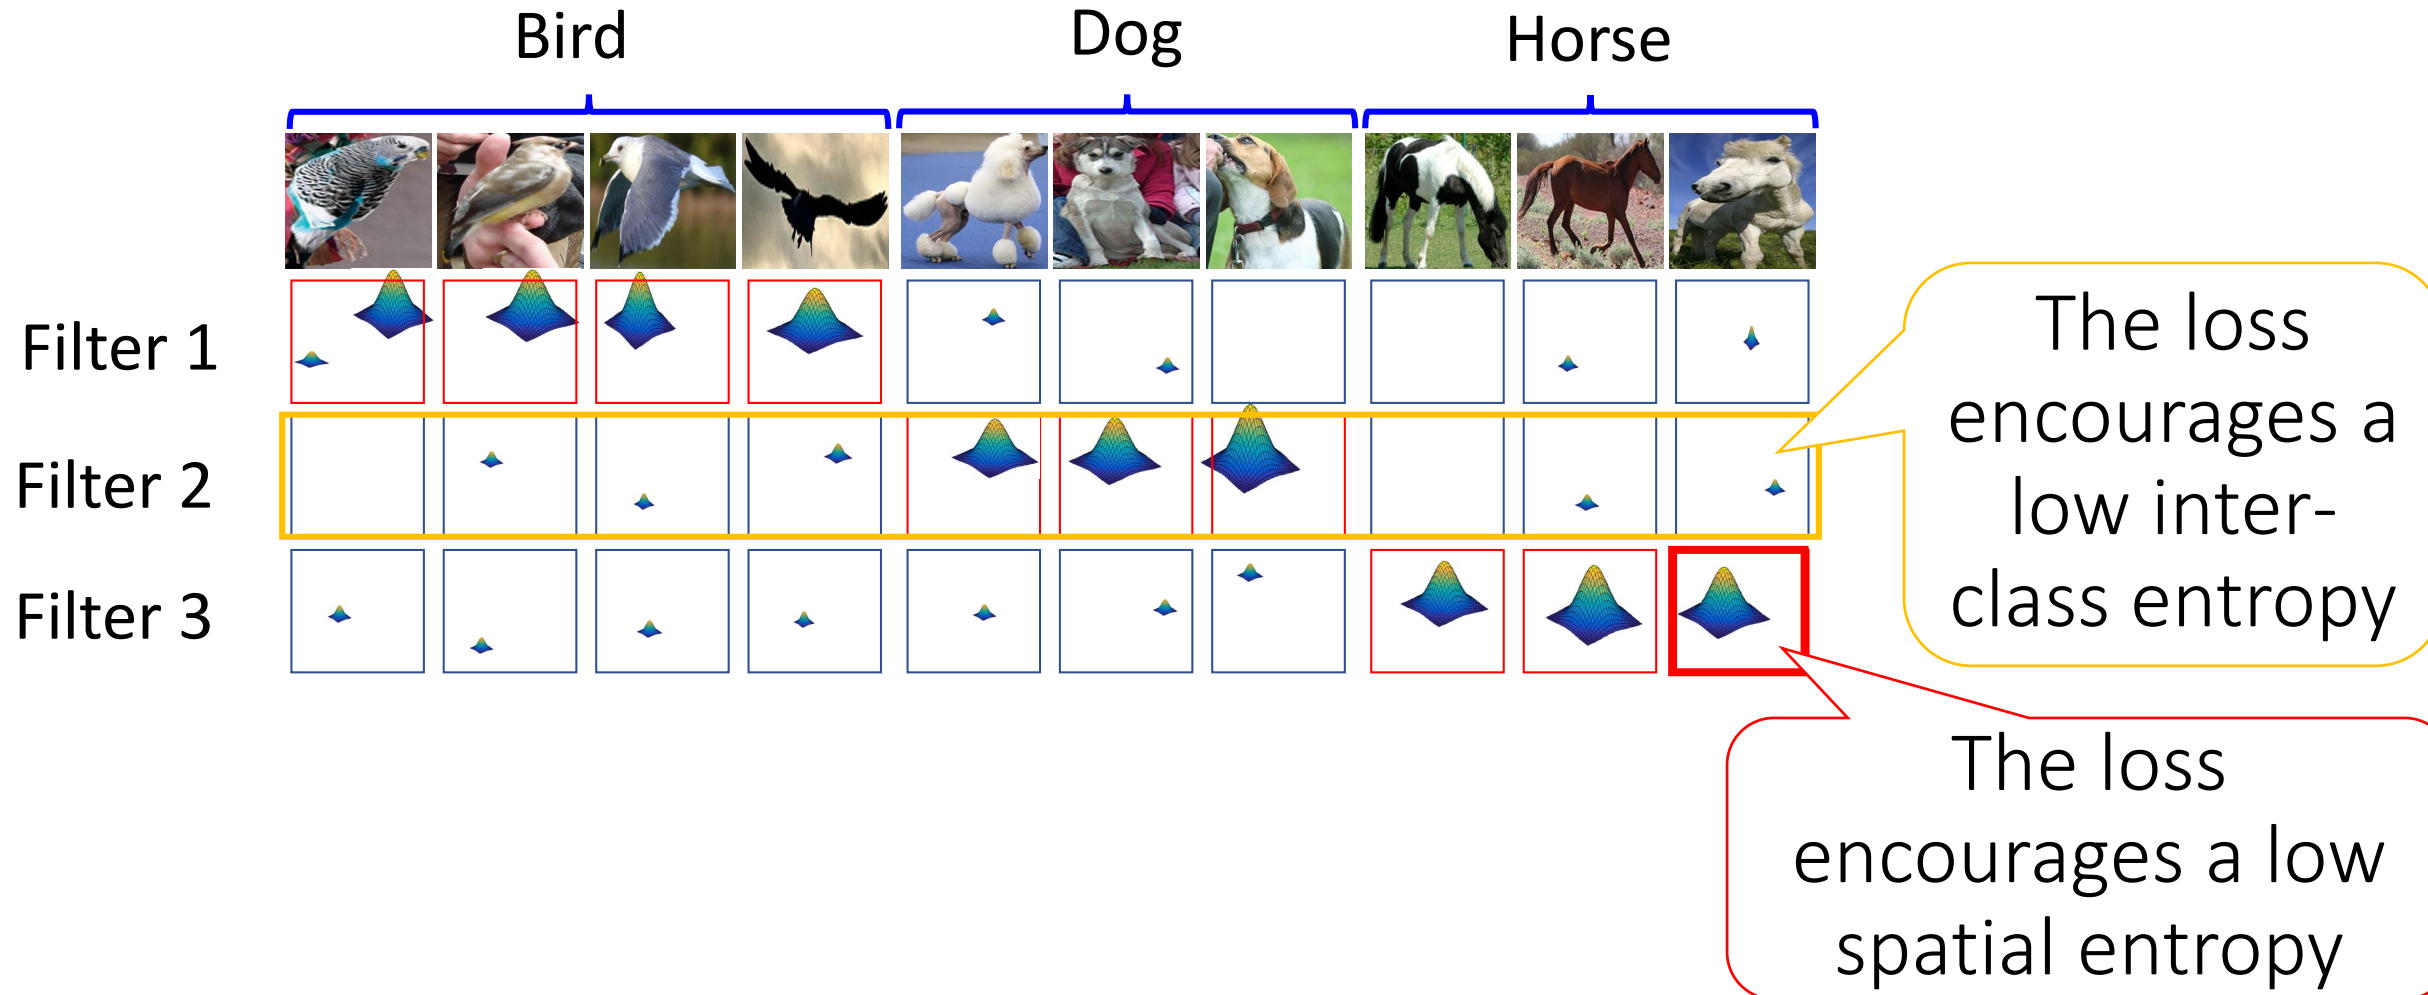 Bird
Dog
Horse
Filter 1
Filter 2
Filter 3
The loss
encourages a
low inter-
class entropy
The loss
encourages a low
spatial entropy